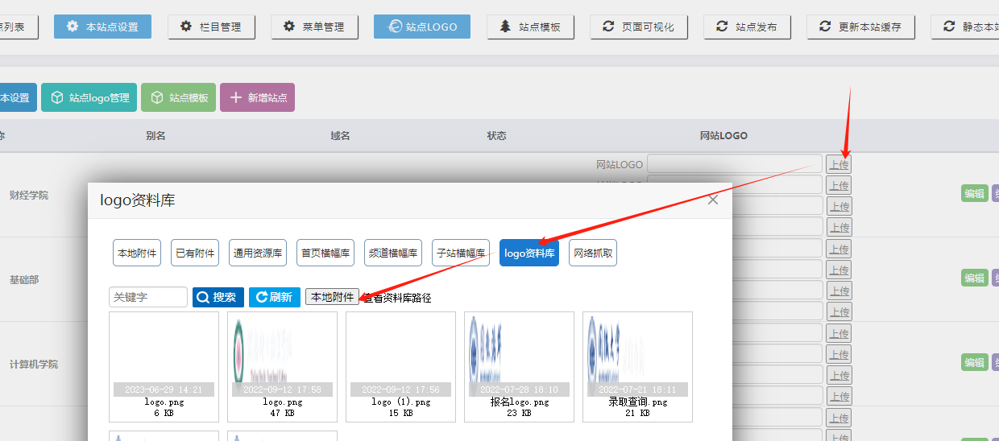 点列表 本站点设置 栏目管理 菜单管理 站点LOGO 站点模板 页面可视化 站点发布 更新本站缓存 静态本站
本设置 站点logo管理 站点模板 新增站点
称 别名 域名 状态 网站LOGO
网站LOGO 上传
上传
财经学院 编辑
上传
上传
logo资料库
本地附件 已有附件 通用资源库 首页横幅库 频道横幅库 子站横幅库 logo资料库 网络抓取
上传
上传
基础部 编辑
上传
上传
关键字 搜索 刷新 本地附件 查看资料库路径
上传
上传
计算机学院 编辑
上传
上传
2023-06-29 14:21 2022-09-12 17:58 2022-09-12 17:56 2022-07-28 18:10 2022-07-21 18:11
logo.png logo.png logo (1).png 报名logo.png 录取查询.png
6 KB 47 KB 15 KB 23 KB 21 KB
上传
上传